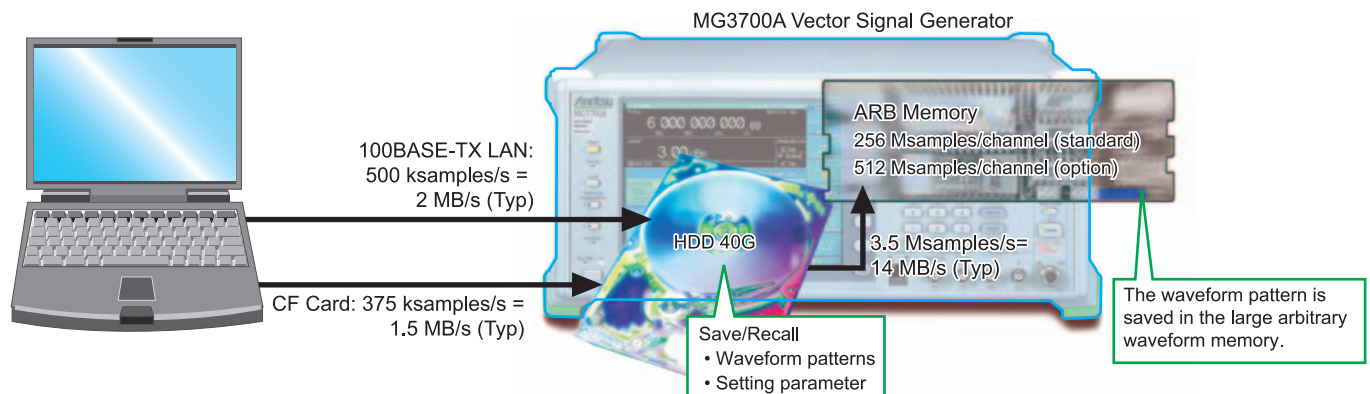 MG3700A Vector Signal Generator
Anritsu
MG3700A
6 000 000 000.00
3.00
ARB Memory
256 Msamples/channel (standard)
512 Msamples/channel (option)
100BASE-TX LAN:
500 ksamples/s =
2 MB/s (Typ)
HDD 40G
3.5 Msamples/s=
14 MB/s (Typ)
CF Card: 375 ksamples/s =
1.5 MB/s (Typ)
Save/Recall
• Waveform patterns
• Setting parameter
The waveform pattern is
saved in the large arbitrary
waveform memory.